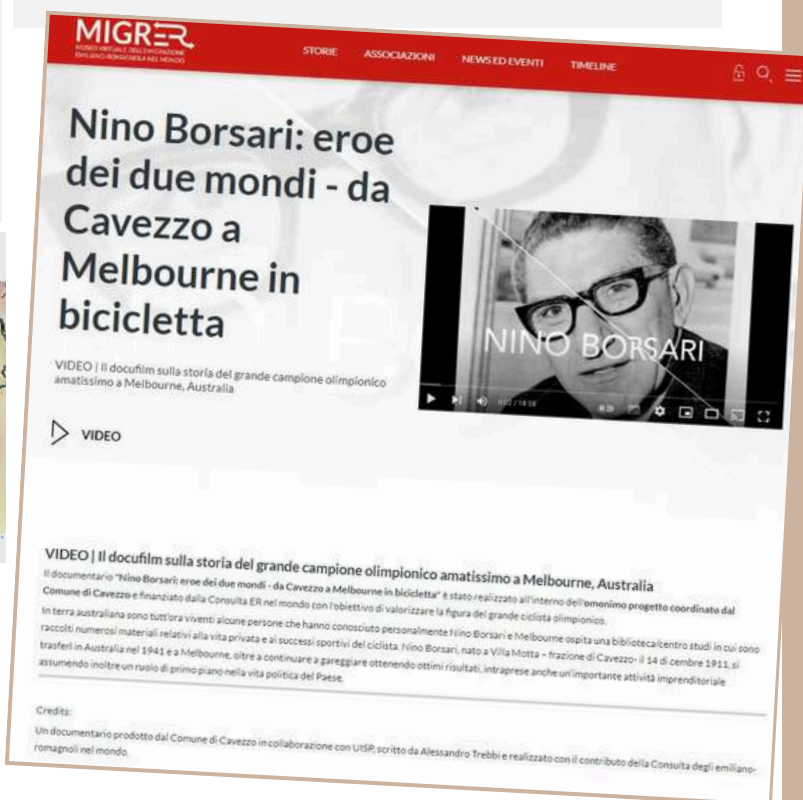 MIGRER
MUSEO VIRTUALE DELL'EMIGRAZIONE
EMILIANO-ROMAGNOLA NEL MONDO
STORIE
ASSOCIAZIONI
NEWS ED EVENTI
TIMELINE
Nino Borsari: eroe
dei due mondi - da
Cavezzo a
Melbourne in
bicicletta
NINO BORSARI
VIDEO | Il docufilm sulla storia del grande campione olimpionico
amatissimo a Melbourne, Australia
VIDEO
VIDEO | Il docufilm sulla storia del grande campione olimpionico amatissimo a Melbourne, Australia
Il documentario "Nino Borsari: eroe dei due mondi - da Cavezzo a Melbourne in bicicletta" è stato realizzato all'interno dell'omonimo progetto coordinato dal
Comune di Cavezzo e finanziato dalla Consulta ER nel mondo con l'obiettivo di valorizzare la figura del grande ciclista olimpionico.
In terra australiana sono tutt'ora viventi alcune persone che hanno conosciuto personalmente Nino Borsari e Melbourne ospita una biblioteca/centro studi in cui sono
raccolti numerosi materiali relativi alla vita privata e ai successi sportivi del ciclista. Nino Borsari, nato a Villa Motta – frazione di Cavezzo- il 14 di cembre 1911, si
trasferì in Australia nel 1941 e a Melbourne, oltre a continuare a gareggiare ottenendo ottimi risultati, intraprese anche un'importante attività imprenditoriale
assumendo inoltre un ruolo di primo piano nella vita politica del Paese.
Credits:
Un documentario prodotto dal Comune di Cavezzo in collaborazione con UISP, scritto da Alessandro Trebbi e realizzato con il contributo della Consulta degli emiliano-
romagnoli nel mondo.